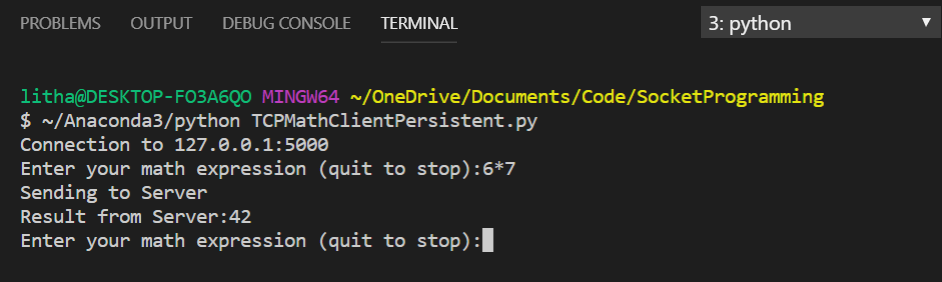 PROBLEMS OUTPUT DEBUG CONSOLE TERMINAL 3: python
litha@DESKTOP-FO3A6QO MINGW64 ~/OneDrive/Documents/Code/SocketProgramming
$ ~/Anaconda3/python TCPMathClientPersistent.py
Connection to 127.0.0.1:5000
Enter your math expression (quit to stop):6*7
Sending to Server
Result from Server:42
Enter your math expression (quit to stop):